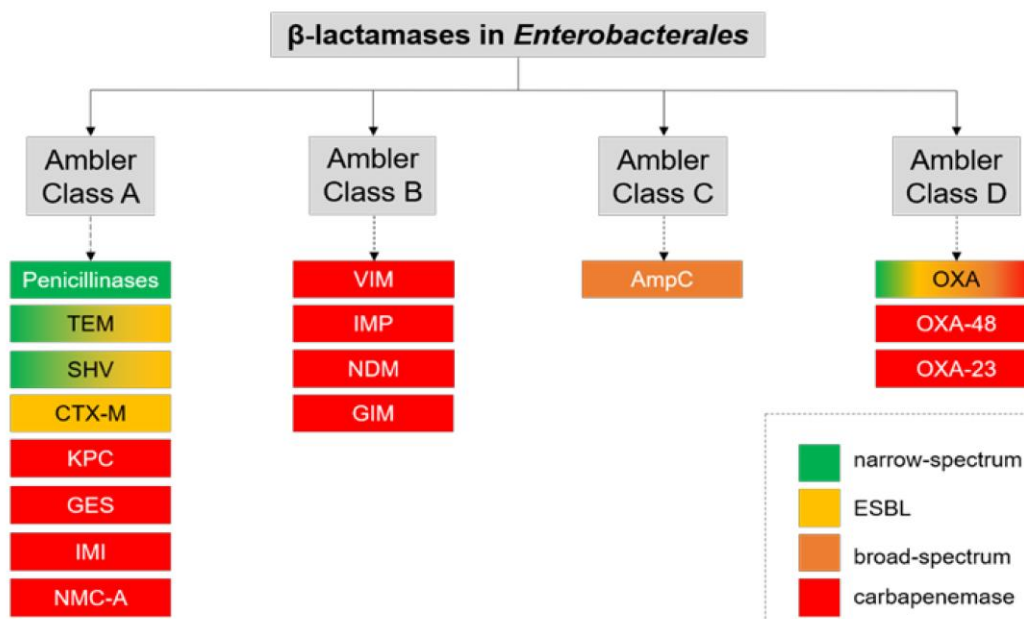 β-lactamases in Enterobacterales
Ambler
Class A
Ambler
Class B
Ambler
Class C
Ambler
Class D
Penicillinases
TEM
SHV
CTX-M
KPC
GES
IMI
NMC-A
VIM
IMP
NDM
GIM
AmpC
OXA
OXA-48
OXA-23
narrow-spectrum
ESBL
broad-spectrum
carbapenemase